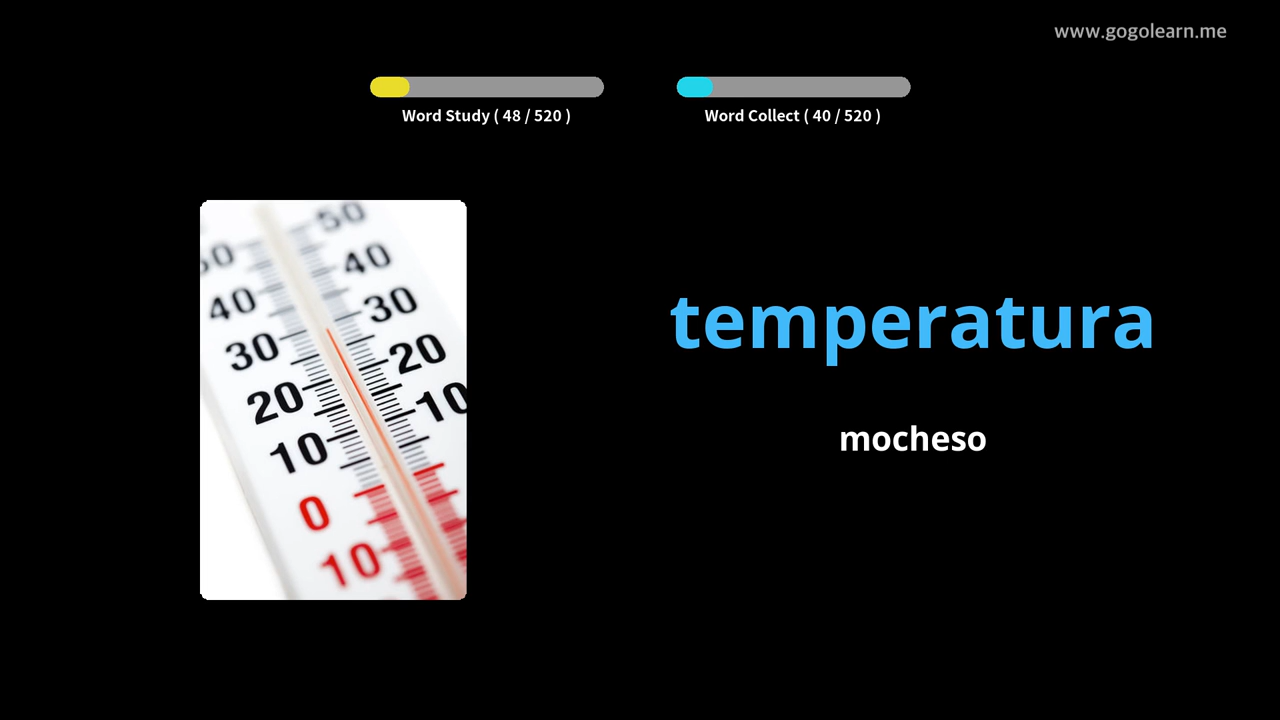 www.gogolearn.me
Word Study ( 48 / 520 )
Word Collect ( 40 / 520 )
50
50
40
40
30
30
20
20
10
10
0
10
temperatura
mocheso